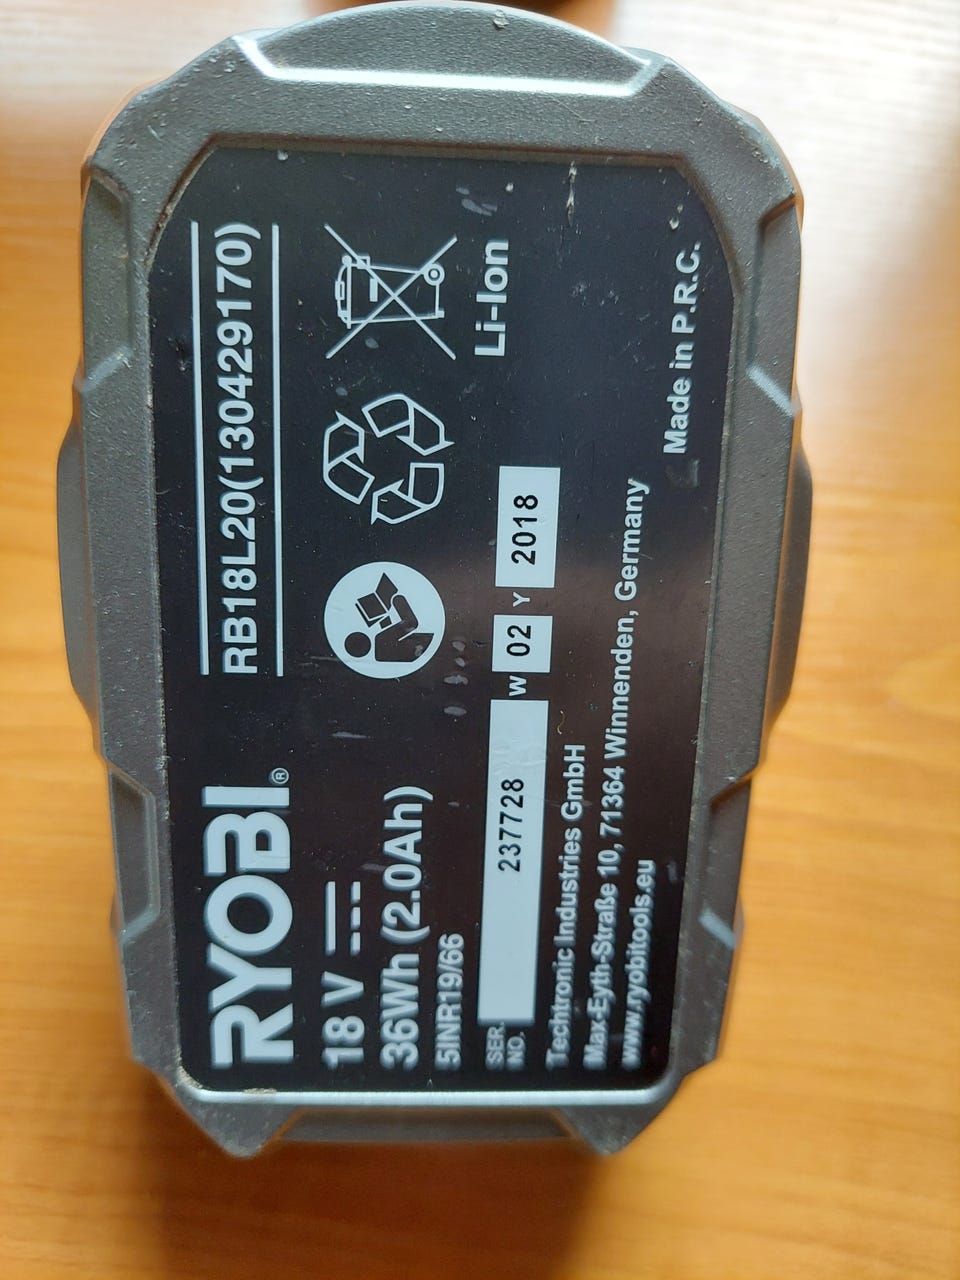 RYOBI®
RB18L20(130429170)
18 V
36Wh (2.0Ah)
5INR19/66
Li-Ion
SER. NO. 237728 W 02 Y 2018
Techtronic Industries GmbH
Max-Eyth-Straße 10, 71364 Winnenden, Germany
www.ryobitools.eu
Made in P.R.C.